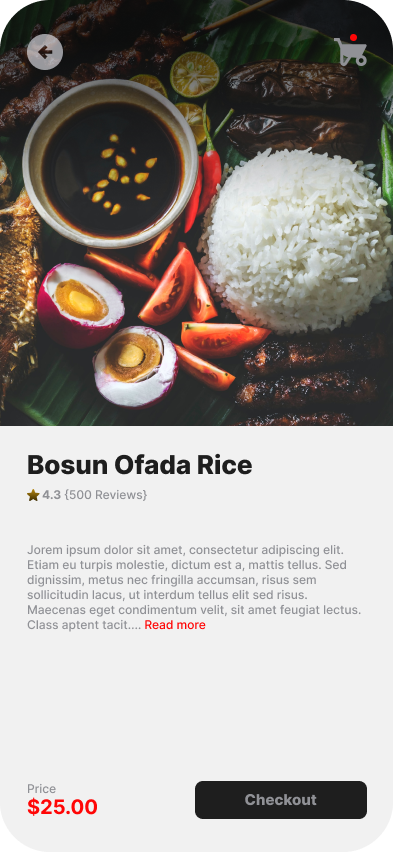 Bosun Ofada Rice
4.3 {500 Reviews}
Jorem ipsum dolor sit amet, consectetur adipiscing elit.
Etiam eu turpis molestie, dictum est a, mattis tellus. Sed
dignissim, metus nec fringilla accumsan, risus sem
sollicitudin lacus, ut interdum tellus elit sed risus.
Maecenas eget condimentum velit, sit amet feugiat lectus.
Class aptent tacit.... Read more
Price
$25.00
Checkout